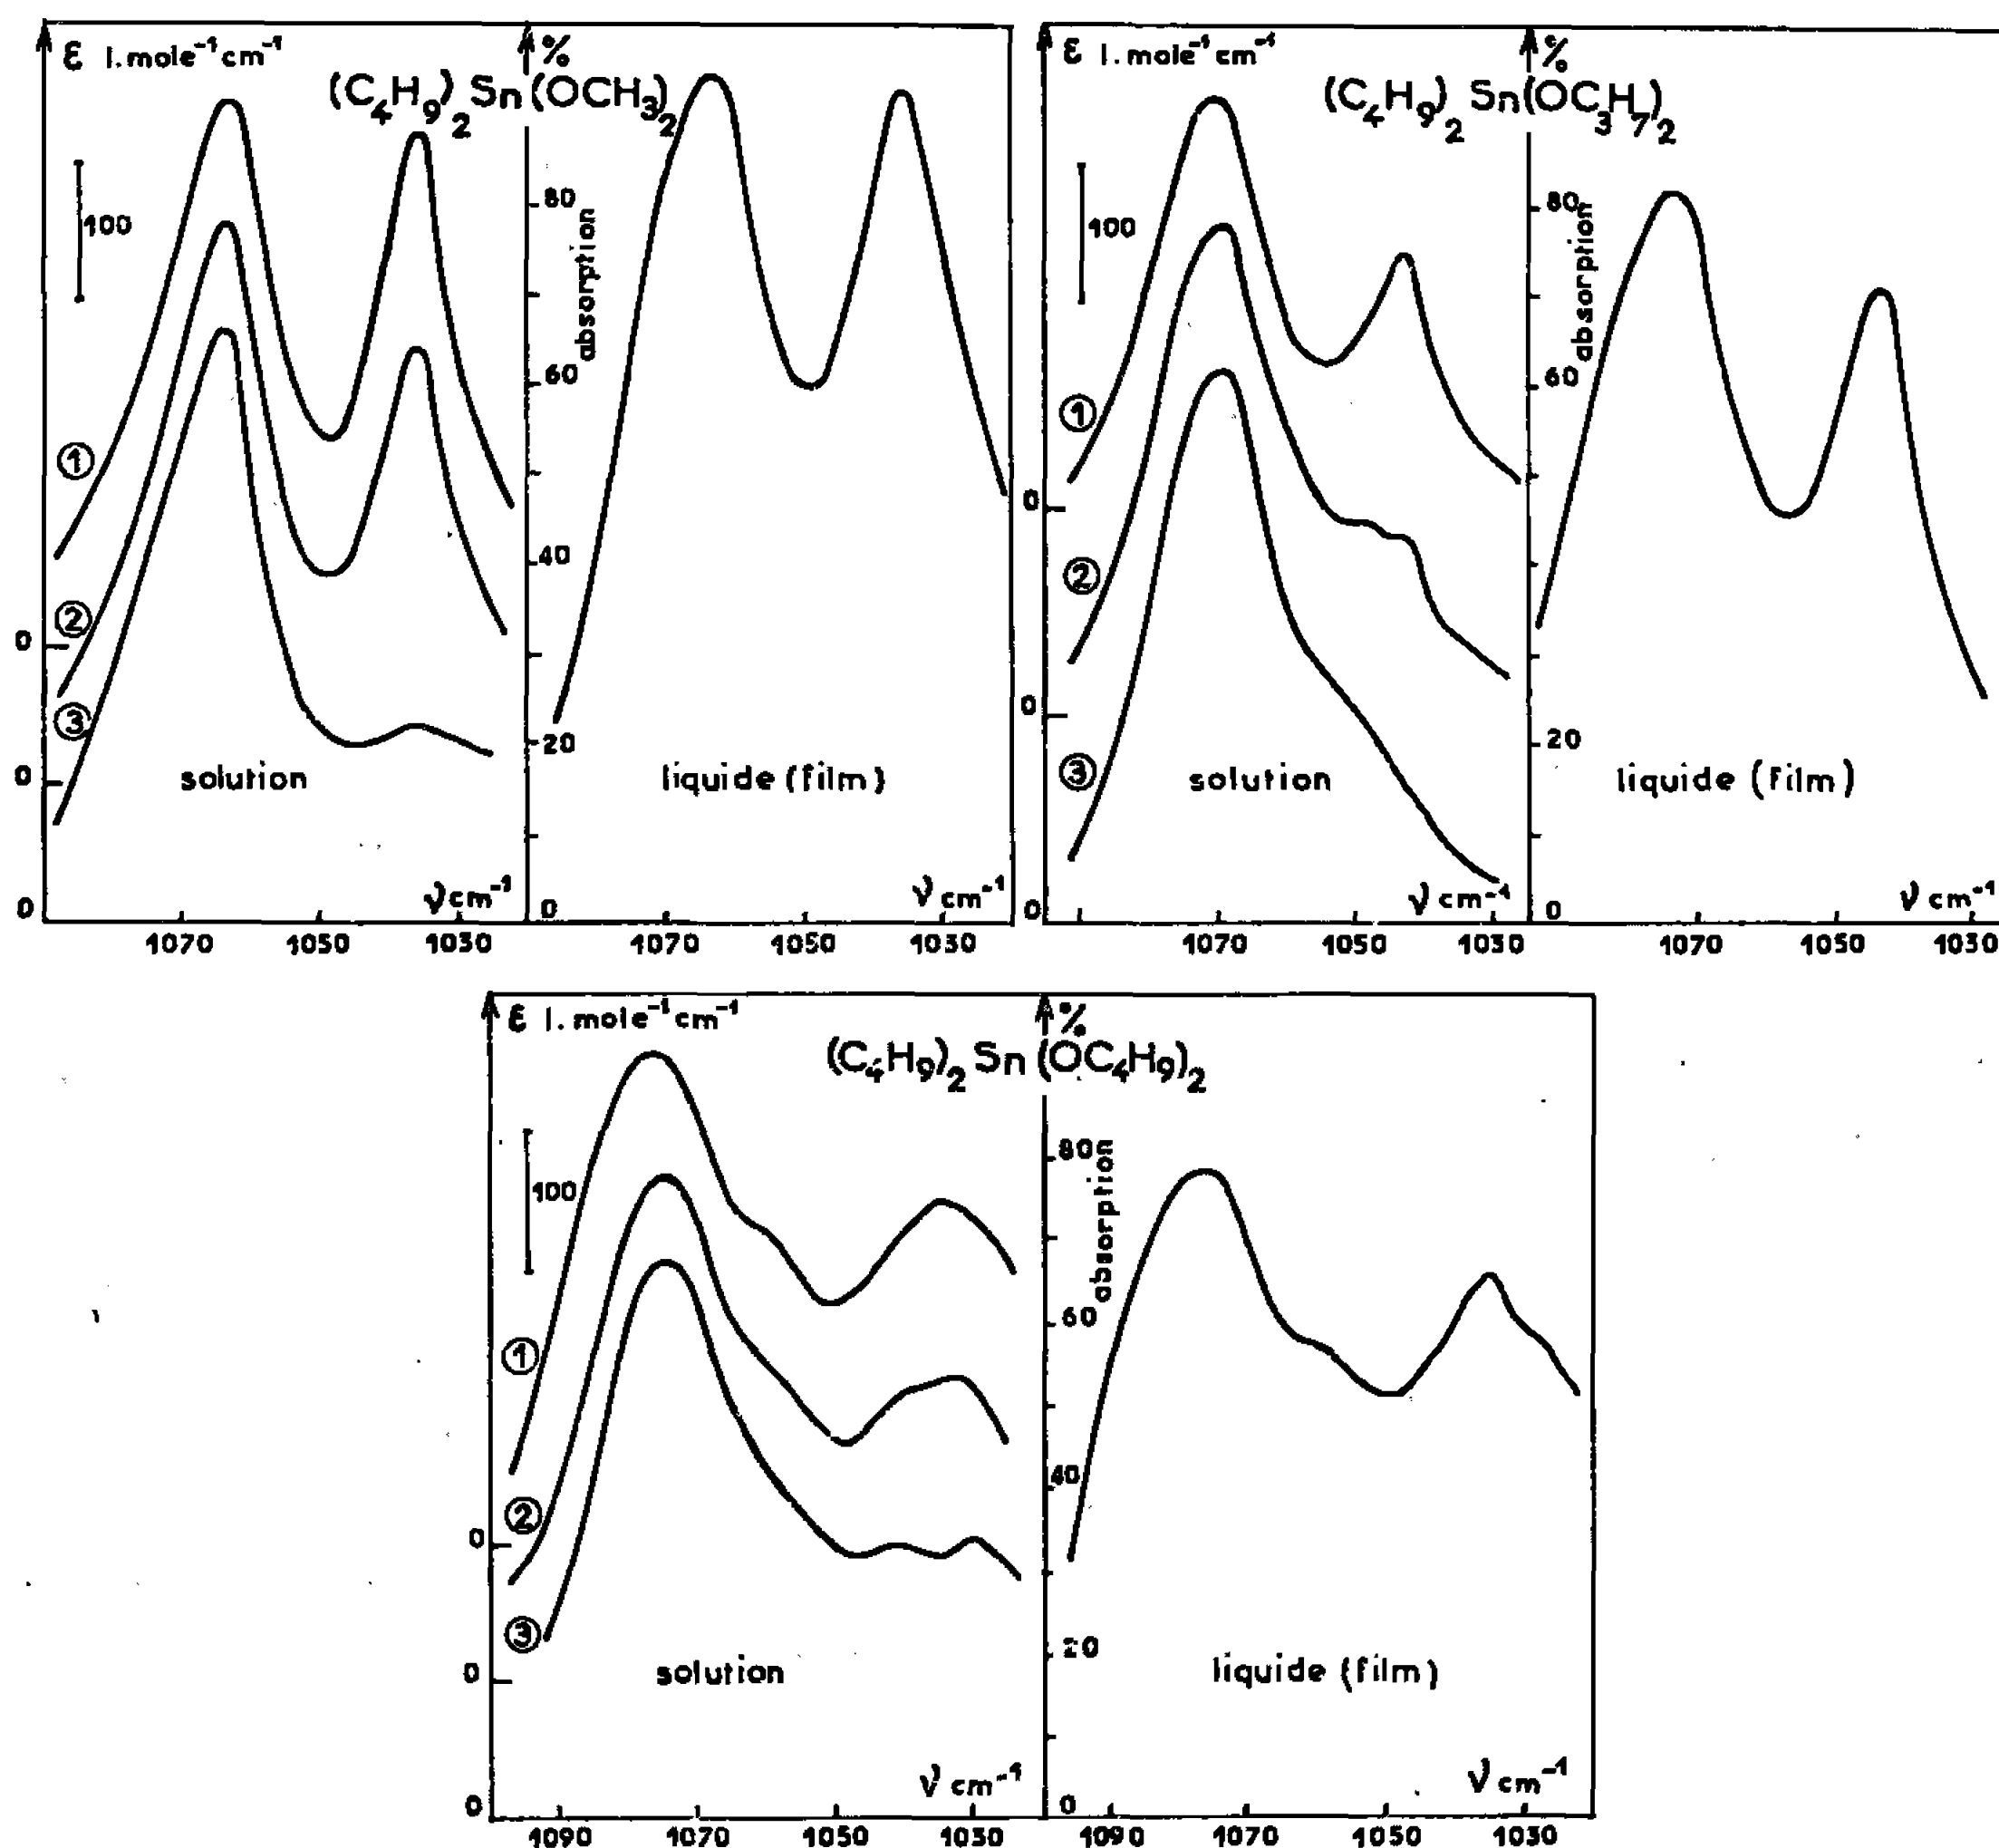 ε l.mole⁻¹cm⁻¹
%
(C₄H₉)₂Sn(OCH₃)₂
100
80
60
40
20
0
absorption
①
②
③
0
0
0
solution
liquide (film)
ν cm⁻¹
ν cm⁻¹
1070 1050 1030
1070 1050 1030
ε l.mole⁻¹cm⁻¹
%
(C₄H₉)₂ Sn(OC₃H₇)₂
100
80
60
20
0
absorption
①
②
③
0
0
0
solution
liquide (film)
ν cm⁻¹
ν cm⁻¹
1070 1050 1030
1070 1050 1030
ε l.mole⁻¹cm⁻¹
%
(C₄H₉)₂Sn(OC₄H₉)₂
100
80
60
40
20
0
absorption
①
②
③
0
0
0
solution
liquide (film)
ν cm⁻¹
ν cm⁻¹
1090 1070 1050 1030
1090 1070 1050 1030